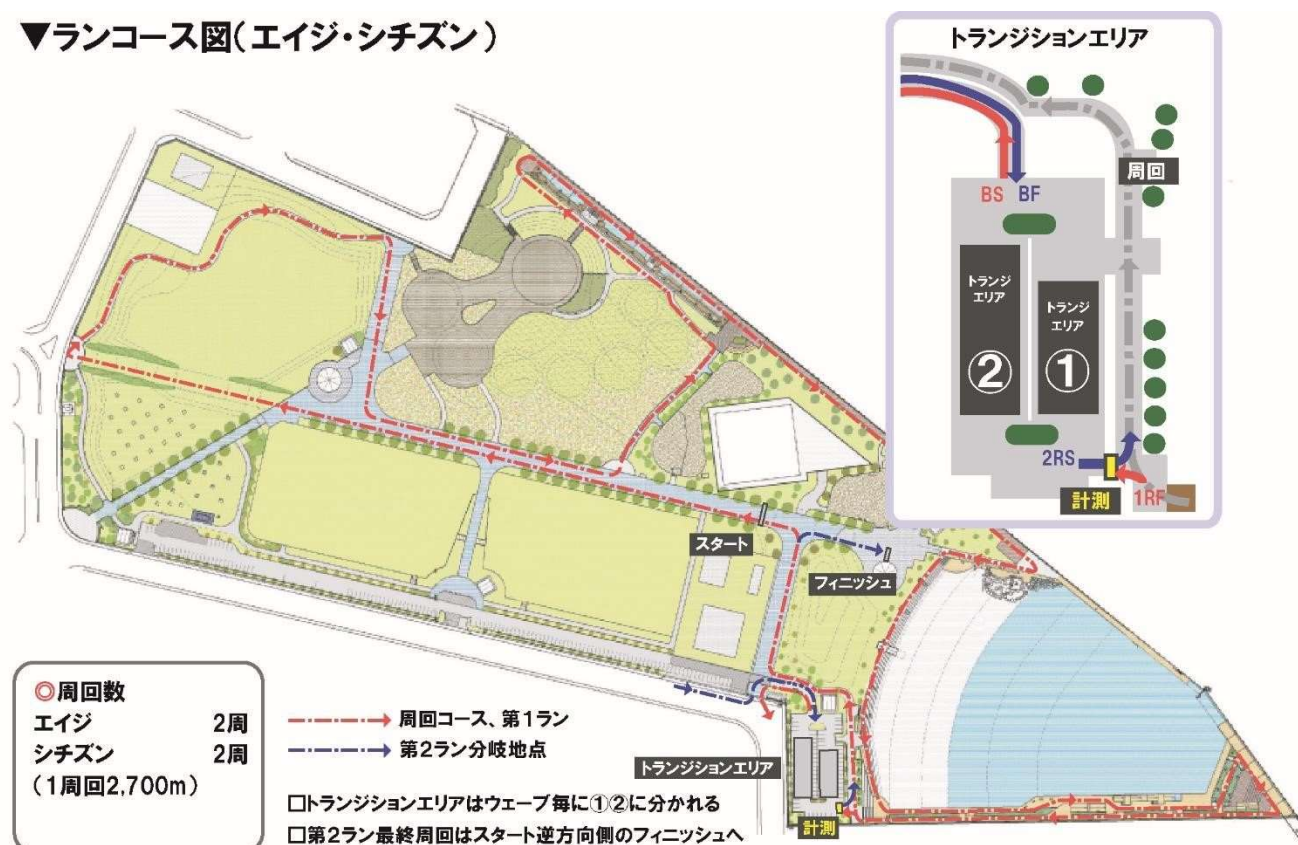 ▼ランコース図(エイジ・シチズン)
トランジションエリア
周回
BS BF
トランジ
エリア
②
トランジ
エリア
①
2RS
計測
1RF
スタート
フィニッシュ
トランジションエリア
計測
◎周回数
エイジ 2周
シチズン 2周
(1周回2,700m)
周回コース、第1ラン
第2ラン分岐地点
□トランジションエリアはウェーブ毎に①②に分かれる
□第2ラン最終周回はスタート逆方向側のフィニッシュへ